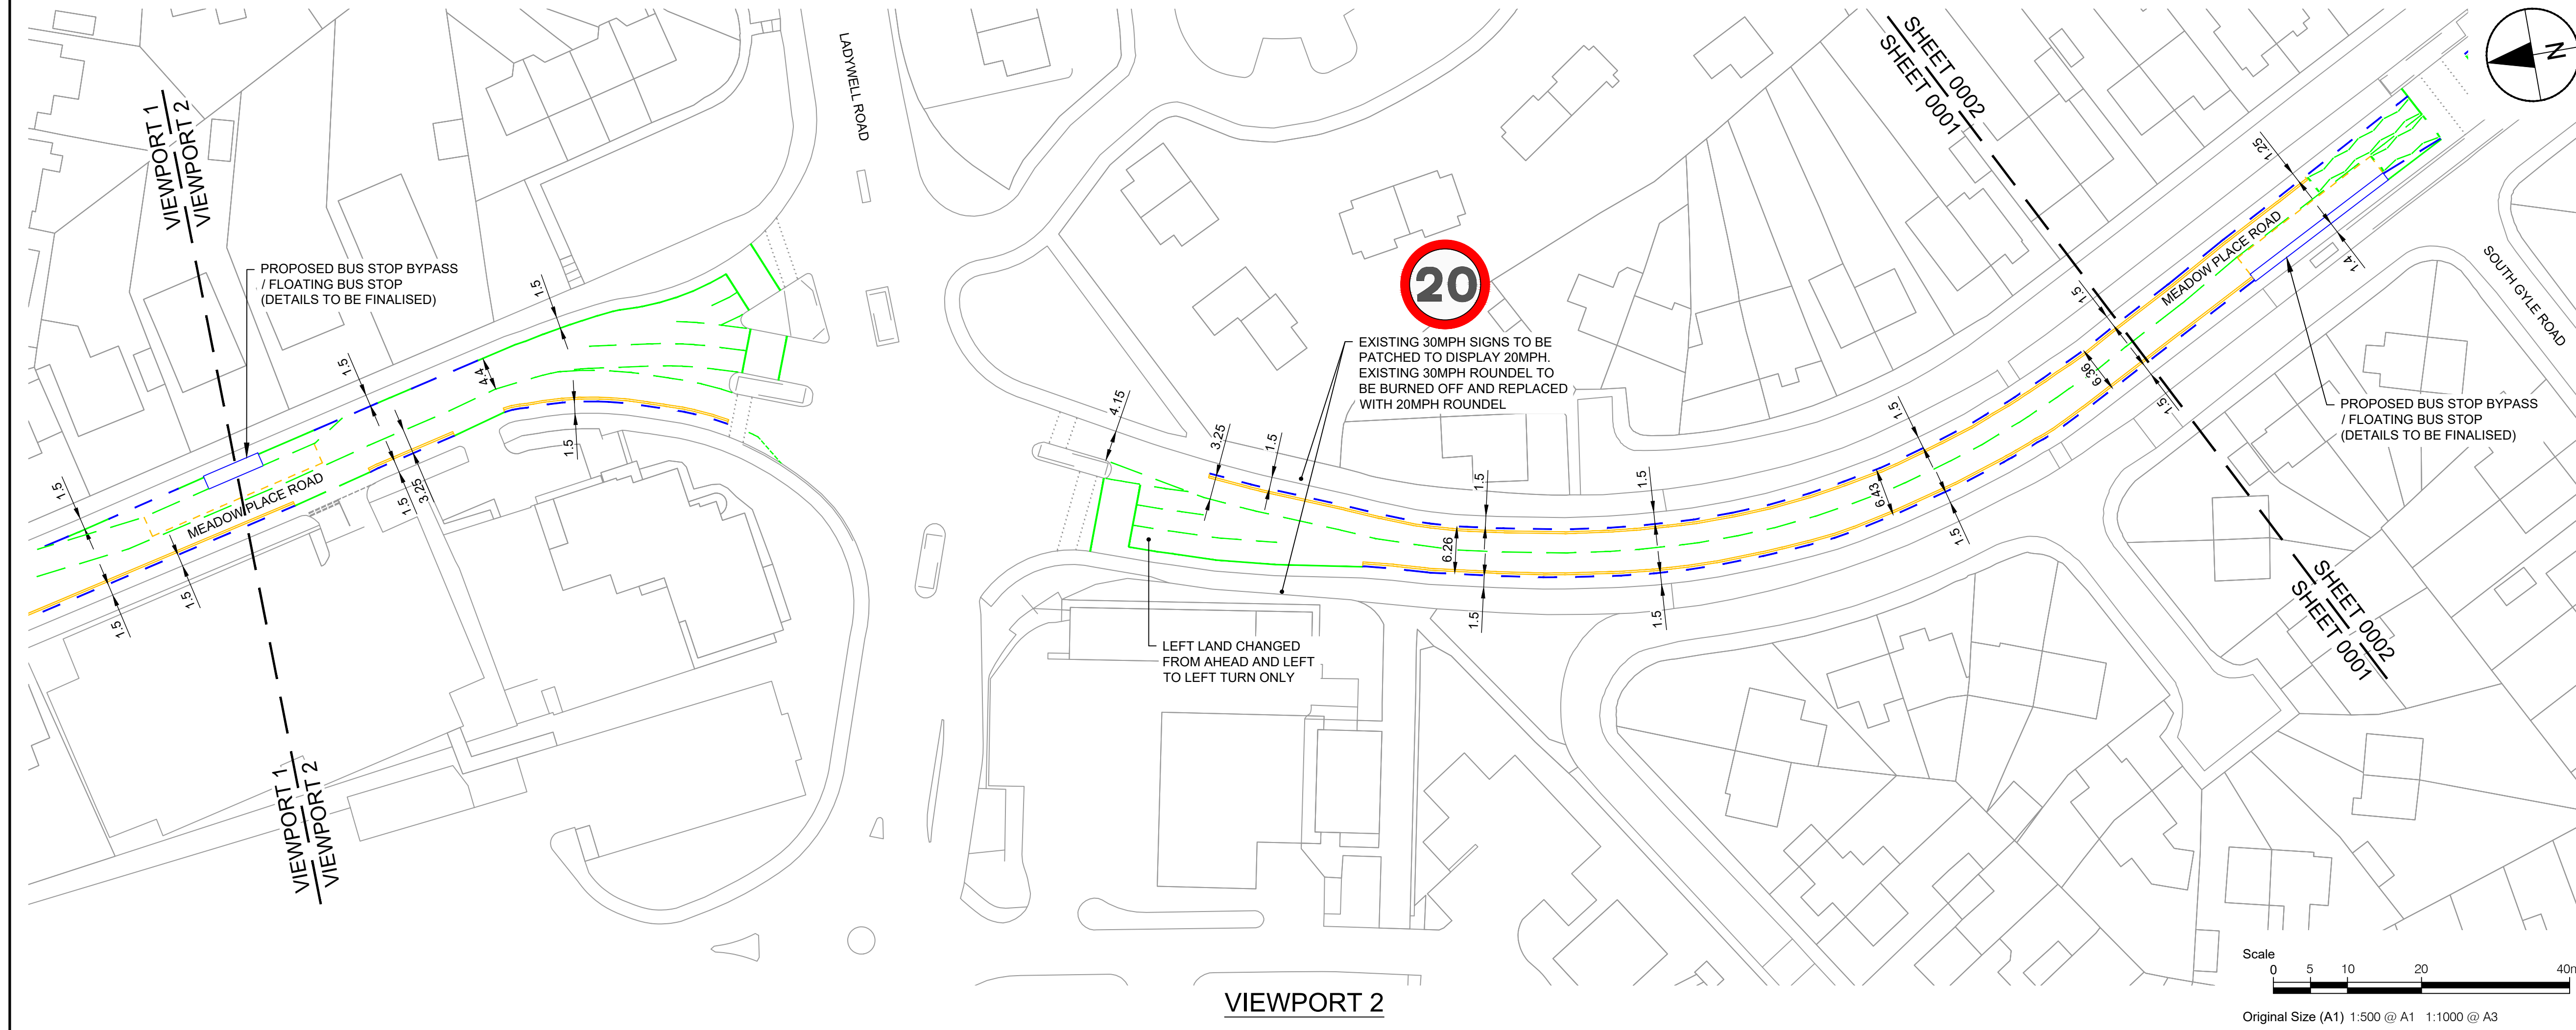 LADYWELL ROAD
SHEET 0002
SHEET 0001
N
VIEWPORT 1
VIEWPORT 2
PROPOSED BUS STOP BYPASS
/ FLOATING BUS STOP
(DETAILS TO BE FINALISED)
1.5
1.5
4.4
1.5
1.5
1.5
1.5
3.25
1.5
MEADOW PLACE ROAD
1.5
20
EXISTING 30MPH SIGNS TO BE
PATCHED TO DISPLAY 20MPH.
EXISTING 30MPH ROUNDEL TO
BE BURNED OFF AND REPLACED
WITH 20MPH ROUNDEL
4.15
3.25
1.5
1.5
1.5
6.26
1.5
1.5
6.43
1.5
1.5
6.36
1.5
1.5
1.25
1.4
MEADOW PLACE ROAD
SOUTH GYLE ROAD
PROPOSED BUS STOP BYPASS
/ FLOATING BUS STOP
(DETAILS TO BE FINALISED)
LEFT LAND CHANGED
FROM AHEAD AND LEFT
TO LEFT TURN ONLY
SHEET 0002
SHEET 0001
VIEWPORT 1
VIEWPORT 2
VIEWPORT 2
Scale
0 5 10 20 40m
Original Size (A1) 1:500 @ A1 1:1000 @ A3